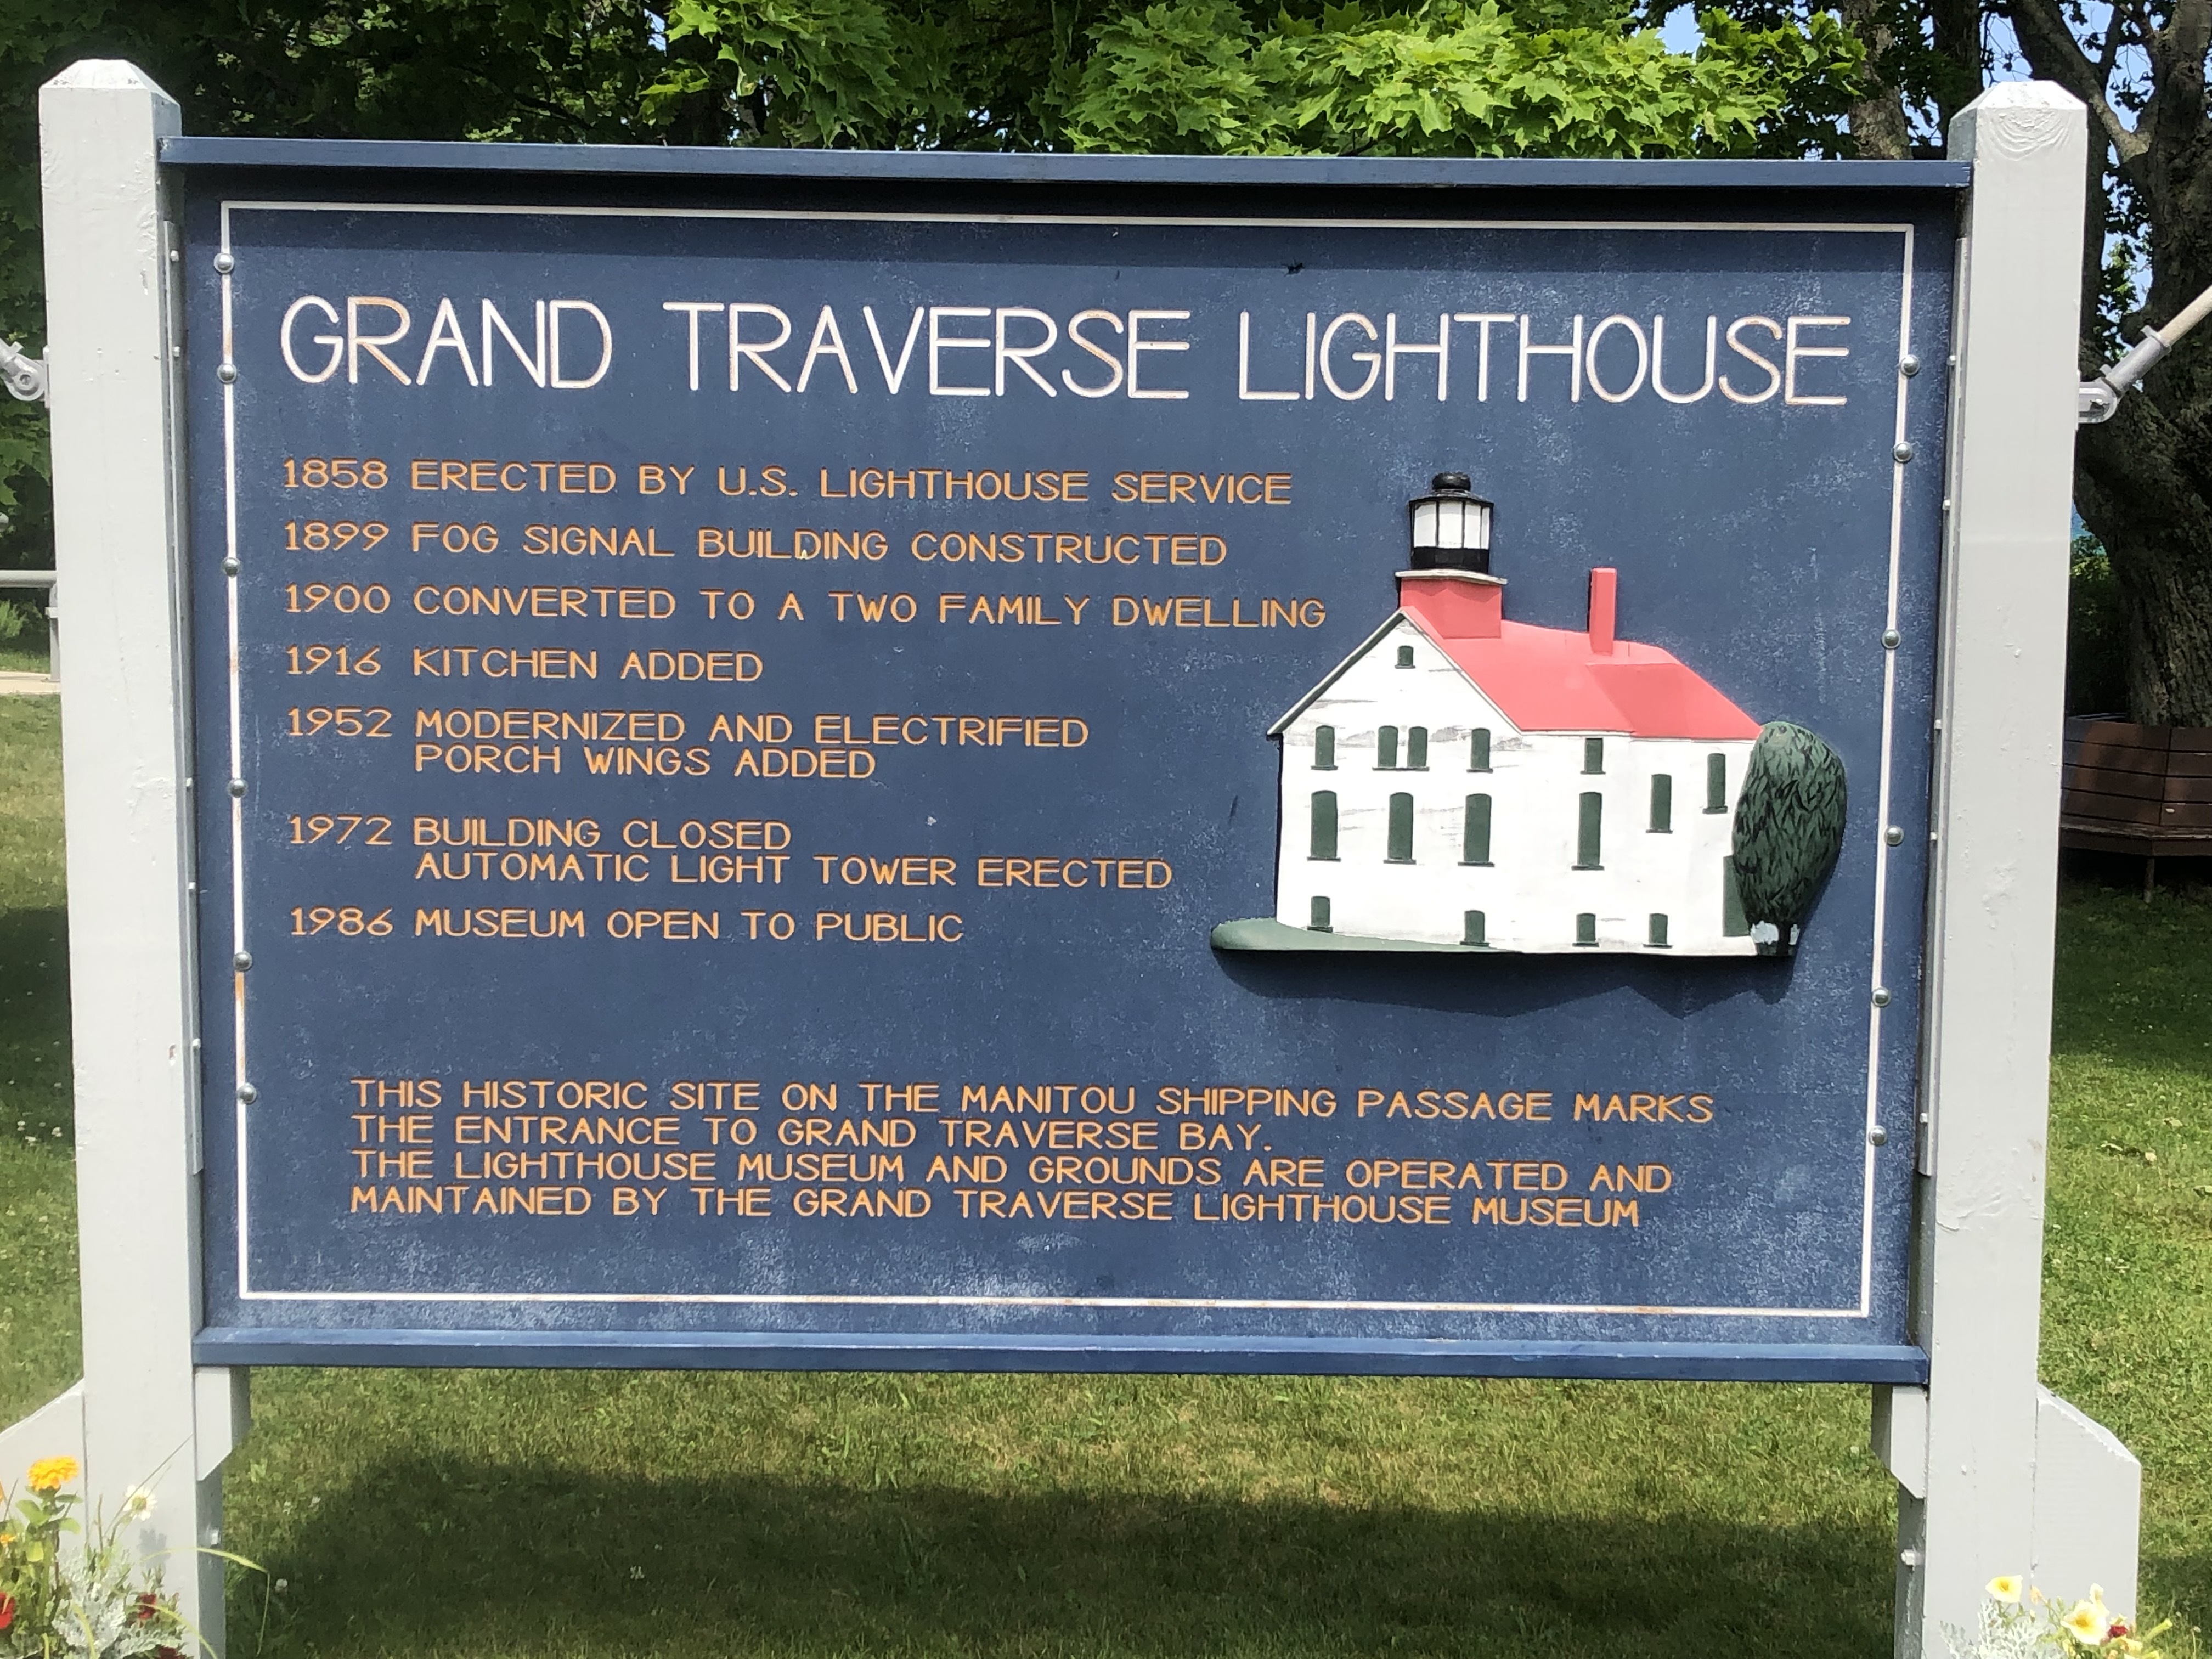 GRAND TRAVERSE LIGHTHOUSE
1858 ERECTED BY U.S. LIGHTHOUSE SERVICE
1899 FOG SIGNAL BUILDING CONSTRUCTED
1900 CONVERTED TO A TWO FAMILY DWELLING
1916 KITCHEN ADDED
1952 MODERNIZED AND ELECTRIFIED
PORCH WINGS ADDED
1972 BUILDING CLOSED
AUTOMATIC LIGHT TOWER ERECTED
1986 MUSEUM OPEN TO PUBLIC
THIS HISTORIC SITE ON THE MANITOU SHIPPING PASSAGE MARKS
THE ENTRANCE TO GRAND TRAVERSE BAY.
THE LIGHTHOUSE MUSEUM AND GROUNDS ARE OPERATED AND
MAINTAINED BY THE GRAND TRAVERSE LIGHTHOUSE MUSEUM